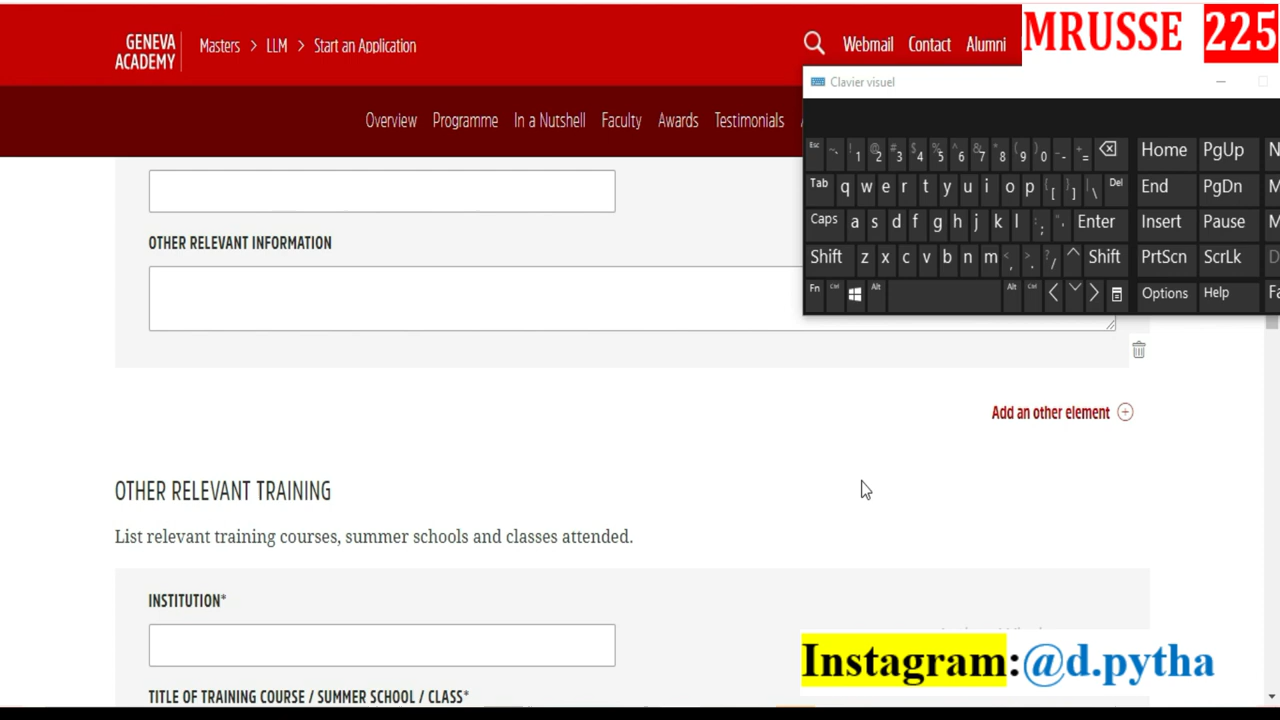 GENEVA
ACADEMY
Masters > LLM > Start an Application
Webmail Contact Alumni
MRUSSE 225
Overview Programme In a Nutshell Faculty Awards Testimonials
Clavier visuel
Esc ~` !1 @2 #3 $4 %5 ^6 &7 *8 (9 )0 _- += Home PgUp
Tab q w e r t y u i o p {[ }] |\ Del End PgDn
Caps a s d f g h j k l :; "' Enter Insert Pause
Shift z x c v b n m <, >. ?/ ^ Shift PrtScn ScrLk
Fn Ctrl Alt Alt Ctrl < > Options Help
OTHER RELEVANT INFORMATION
Add an other element
OTHER RELEVANT TRAINING
List relevant training courses, summer schools and classes attended.
INSTITUTION*
Instagram:@d.pytha
TITLE OF TRAINING COURSE / SUMMER SCHOOL / CLASS*